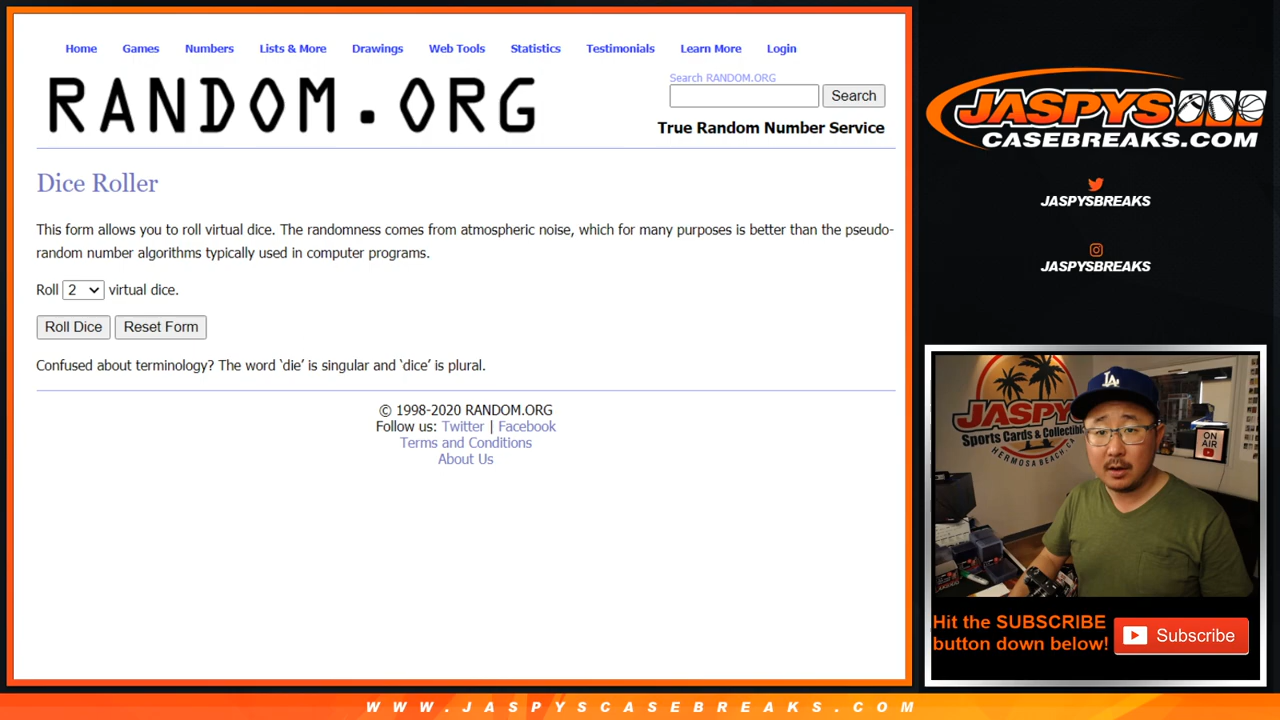 Home Games Numbers Lists & More Drawings Web Tools Statistics Testimonials Learn More Login
RANDOM.ORG
Search RANDOM.ORG
Search
True Random Number Service
Dice Roller
This form allows you to roll virtual dice. The randomness comes from atmospheric noise, which for many purposes is better than the pseudo-
random number algorithms typically used in computer programs.
Roll 2 virtual dice.
Roll Dice Reset Form
Confused about terminology? The word ‘die’ is singular and ‘dice’ is plural.
© 1998-2020 RANDOM.ORG
Follow us: Twitter | Facebook
Terms and Conditions
About Us
JASPYS
CASEBREAKS.COM
JASPYSBREAKS
JASPYSBREAKS
JASPYS
Sports Cards & Collectibl
HERMOSA BEACH, CA
LA
ON
AIR
Hit the SUBSCRIBE
button down below!
Subscribe
WWW.JASPYSCASEBREAKS.COM